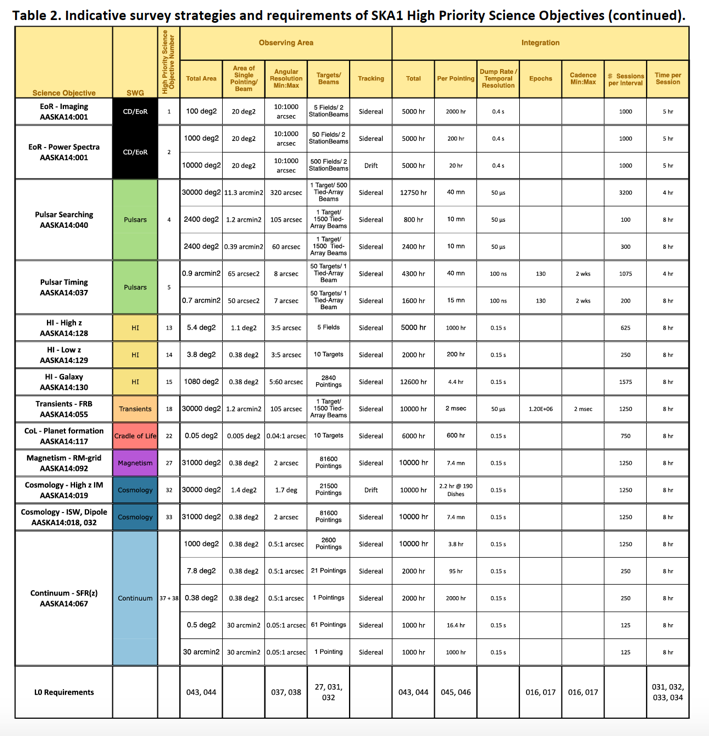 Table 2. Indicative survey strategies and requirements of SKA1 High Priority Science Objectives (continued).
Science Objective SWG High Priority Science Objective Number Observing Area Integration
Total Area Area of Single Pointing/ Beam Angular Resolution Min:Max Targets/ Beams Tracking Total Per Pointing Dump Rate / Temporal Resolution Epochs Cadence Min:Max # Sessions per Interval Time per Session
EoR - Imaging AASKA14:001 CD/EoR 1 100 deg2 20 deg2 10:1000 arcsec 5 Fields/ 2 StationBeams Sidereal 5000 hr 2000 hr 0.4 s 1000 5 hr
EoR - Power Spectra AASKA14:001 CD/EoR 2 1000 deg2 20 deg2 10:1000 arcsec 50 Fields/ 2 StationBeams Sidereal 5000 hr 200 hr 0.4 s 1000 5 hr
10000 deg2 20 deg2 10:1000 arcsec 500 Fields/ 2 StationBeams Drift 5000 hr 20 hr 0.4 s 1000 5 hr
Pulsar Searching AASKA14:040 Pulsars 4 30000 deg2 11.3 arcmin2 320 arcsec 1 Target/ 500 Tied-Array Beams Sidereal 12750 hr 40 mn 50 µs 3200 4 hr
2400 deg2 1.2 arcmin2 105 arcsec 1 Target/ 1500 Tied-Array Beams Sidereal 800 hr 10 mn 50 µs 100 8 hr
2400 deg2 0.39 arcmin2 60 arcsec 1 Target/ 1500 Tied-Array Beams Sidereal 2400 hr 10 mn 50 µs 300 8 hr
Pulsar Timing AASKA14:037 Pulsars 5 0.9 arcmin2 65 arcsec2 8 arcsec 50 Targets/ 1 Tied-Array Beam Sidereal 4300 hr 40 mn 100 ns 130 2 wks 1075 4 hr
0.7 arcmin2 50 arcsec2 7 arcsec 50 Targets/ 1 Tied-Array Beam Sidereal 1600 hr 15 mn 100 ns 130 2 wks 200 8 hr
HI - High z AASKA14:128 HI 13 5.4 deg2 1.1 deg2 3:5 arcsec 5 Fields Sidereal 5000 hr 1000 hr 0.15 s 625 8 hr
HI - Low z AASKA14:129 HI 14 3.8 deg2 0.38 deg2 3:5 arcsec 10 Targets Sidereal 2000 hr 200 hr 0.15 s 250 8 hr
HI - Galaxy AASKA14:130 HI 15 1080 deg2 0.38 deg2 5:60 arcsec 2840 Pointings Sidereal 12600 hr 4.4 hr 0.15 s 1575 8 hr
Transients - FRB AASKA14:055 Transients 18 30000 deg2 1.2 arcmin2 105 arcsec 1 Target/ 1500 Tied-Array Beams Sidereal 10000 hr 2 msec 50 µs 1.20E+06 2 msec 1250 8 hr
CoL - Planet formation AASKA14:117 Cradle of Life 22 0.05 deg2 0.005 deg2 0.04:1 arcsec 10 Targets Sidereal 6000 hr 600 hr 0.15 s 750 8 hr
Magnetism - RM-grid AASKA14:092 Magnetism 27 31000 deg2 0.38 deg2 2 arcsec 81600 Pointings Sidereal 10000 hr 7.4 mn 0.15 s 1250 8 hr
Cosmology - High z IM AASKA14:019 Cosmology 32 30000 deg2 1.4 deg2 1.7 deg 21500 Pointings Drift 10000 hr 2.2 hr @ 190 Dishes 0.15 s 1250 8 hr
Cosmology - ISW, Dipole AASKA14:018, 032 Cosmology 33 31000 deg2 0.38 deg2 2 arcsec 81600 Pointings Sidereal 10000 hr 7.4 mn 0.15 s 1250 8 hr
Continuum - SFR(z) AASKA14:067 Continuum 37 + 38 1000 deg2 0.38 deg2 0.5:1 arcsec 2600 Pointings Sidereal 10000 hr 3.8 hr 0.15 s 1250 8 hr
7.8 deg2 0.38 deg2 0.5:1 arcsec 21 Pointings Sidereal 2000 hr 95 hr 0.15 s 250 8 hr
0.38 deg2 0.38 deg2 0.5:1 arcsec 1 Pointings Sidereal 2000 hr 2000 hr 0.15 s 250 8 hr
0.5 deg2 30 arcmin2 0.05:1 arcsec 61 Pointings Sidereal 1000 hr 16.4 hr 0.15 s 125 8 hr
30 arcmin2 30 arcmin2 0.05:1 arcsec 1 Pointing Sidereal 1000 hr 1000 hr 0.15 s 125 8 hr
L0 Requirements 043, 044 037, 038 27, 031, 032 043, 044 045, 046 016, 017 016, 017 031, 032, 033, 034